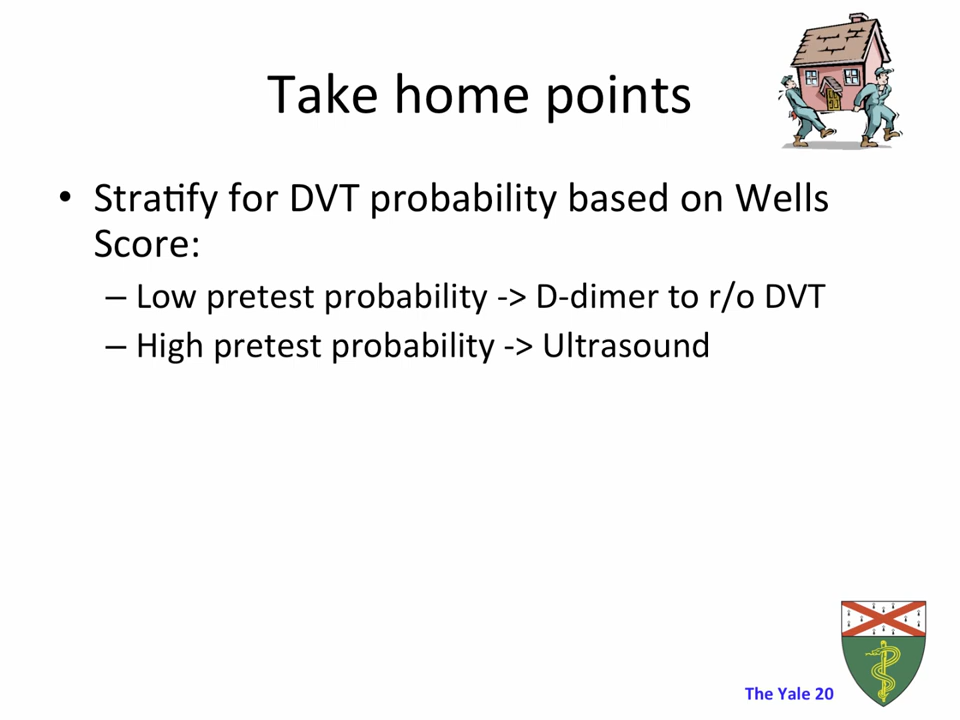 Take home points
• Stratify for DVT probability based on Wells
Score:
– Low pretest probability -> D-dimer to r/o DVT
– High pretest probability -> Ultrasound
The Yale 20